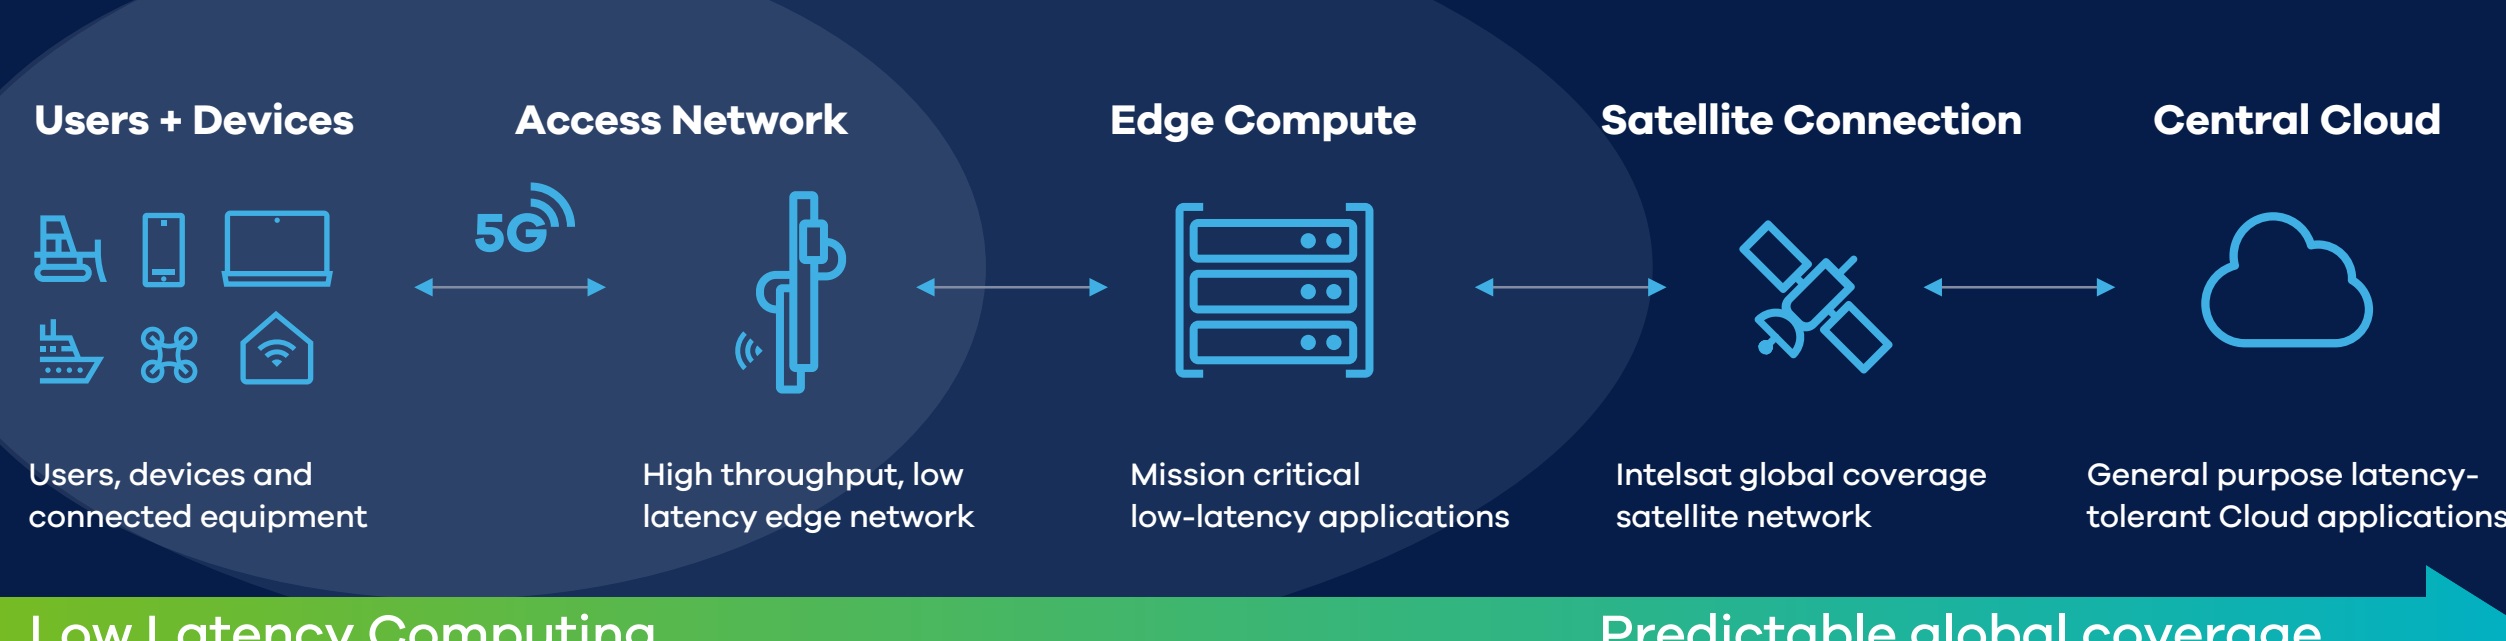 Users + Devices
Access Network
Edge Compute
Satellite Connection
Central Cloud
5G
Users, devices and
connected equipment
High throughput, low
latency edge network
Mission critical
low-latency applications
Intelsat global coverage
satellite network
General purpose latency-
tolerant Cloud applications
Low Latency Computing
Predictable global coverage